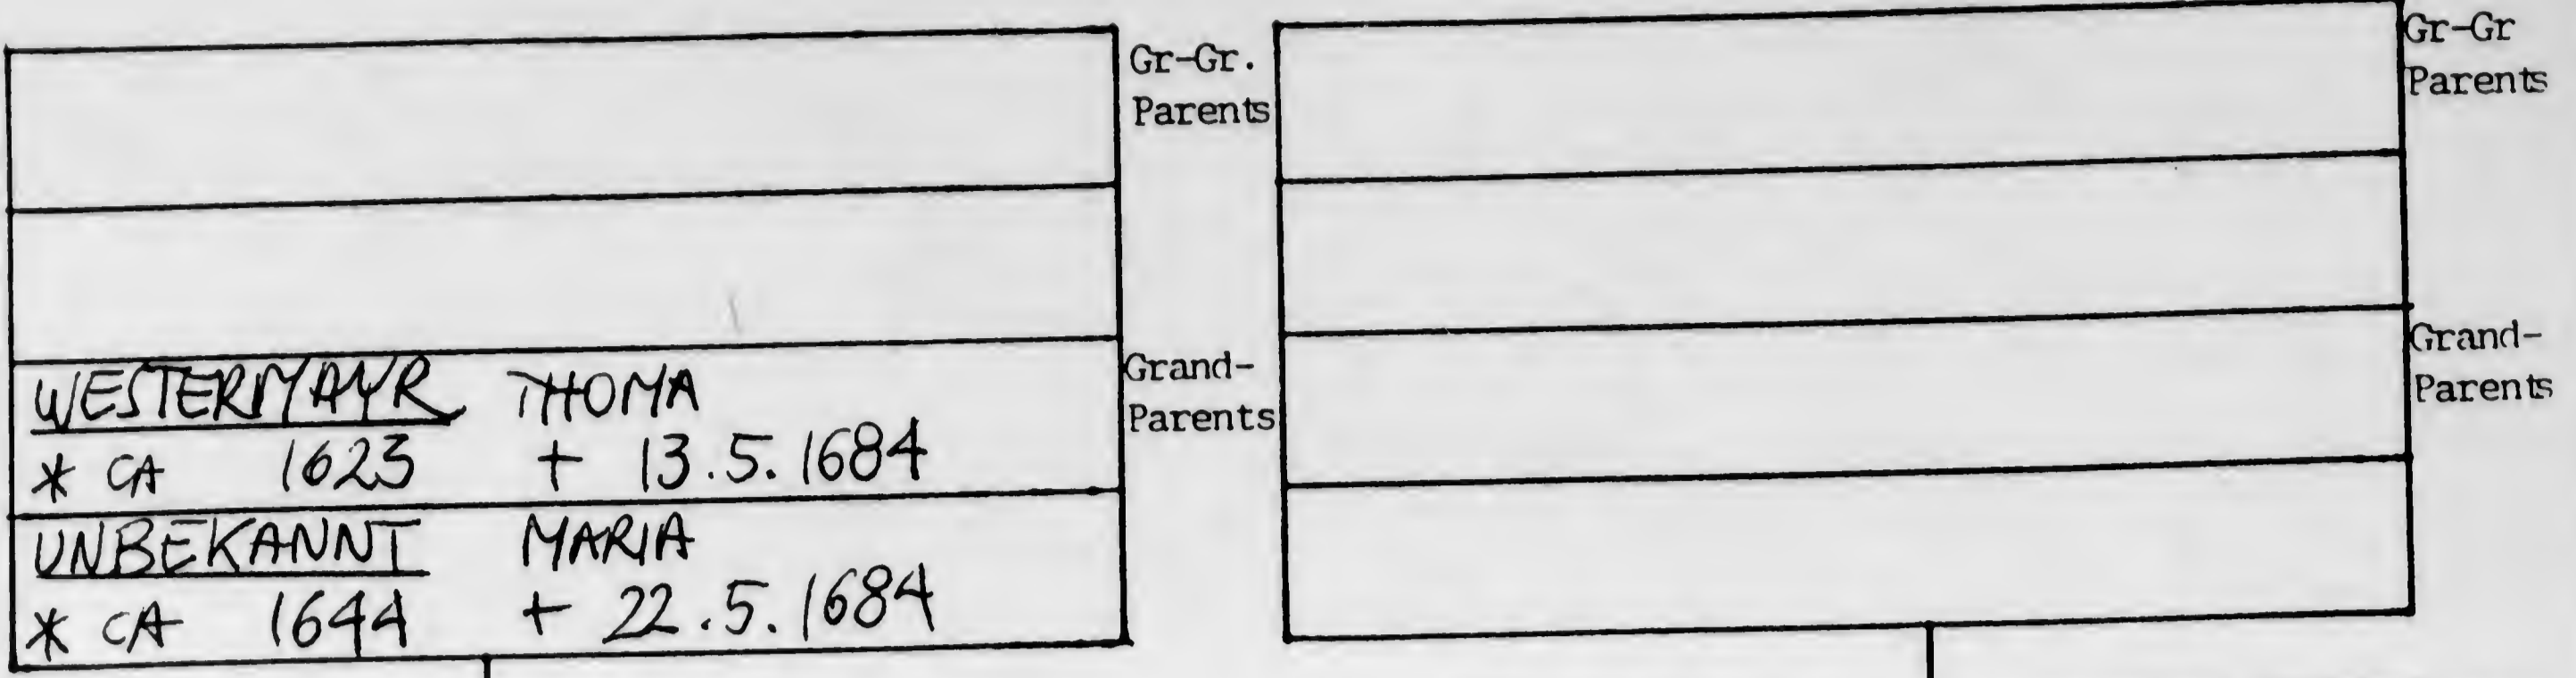 Gr-Gr.
Parents
Gr-Gr
Parents
WESTERMAYR THOMA
* CA 1623 + 13.5.1684
Grand-
Parents
UNBEKANNT MARIA
* CA 1644 + 22.5.1684
Grand-
Parents